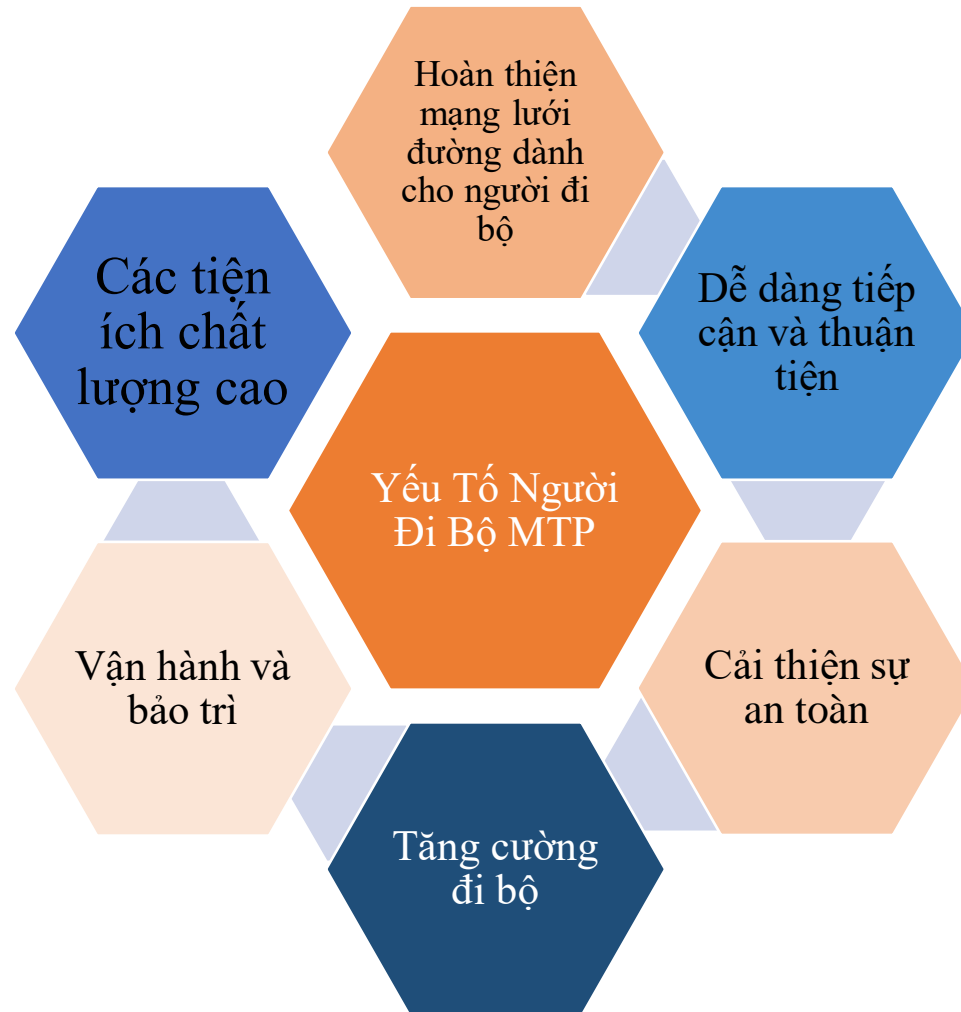 Hoàn thiện
mạng lưới
đường dành
cho người đi
bộ
Các tiện
ích chất
lượng cao
Dễ dàng tiếp
cận và thuận
tiện
Yếu Tố Người
Đi Bộ MTP
Vận hành và
bảo trì
Cải thiện sự
an toàn
Tăng cường
đi bộ